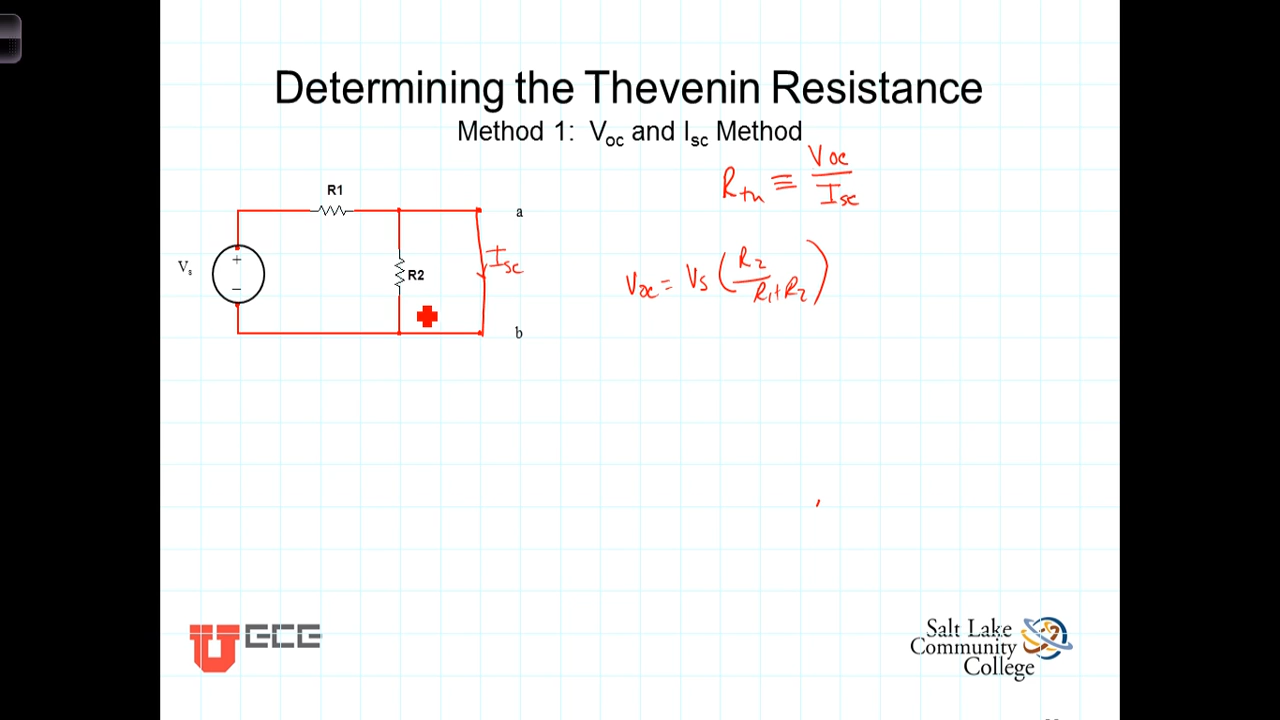 Determining the Thevenin Resistance
Method 1: Voc and Isc Method
Rth ≡ Voc / Isc
R1
a
Vs
+
−
R2
Isc
Voc = Vs (R2 / R1+R2)
b
U ECE
Salt Lake
Community
College